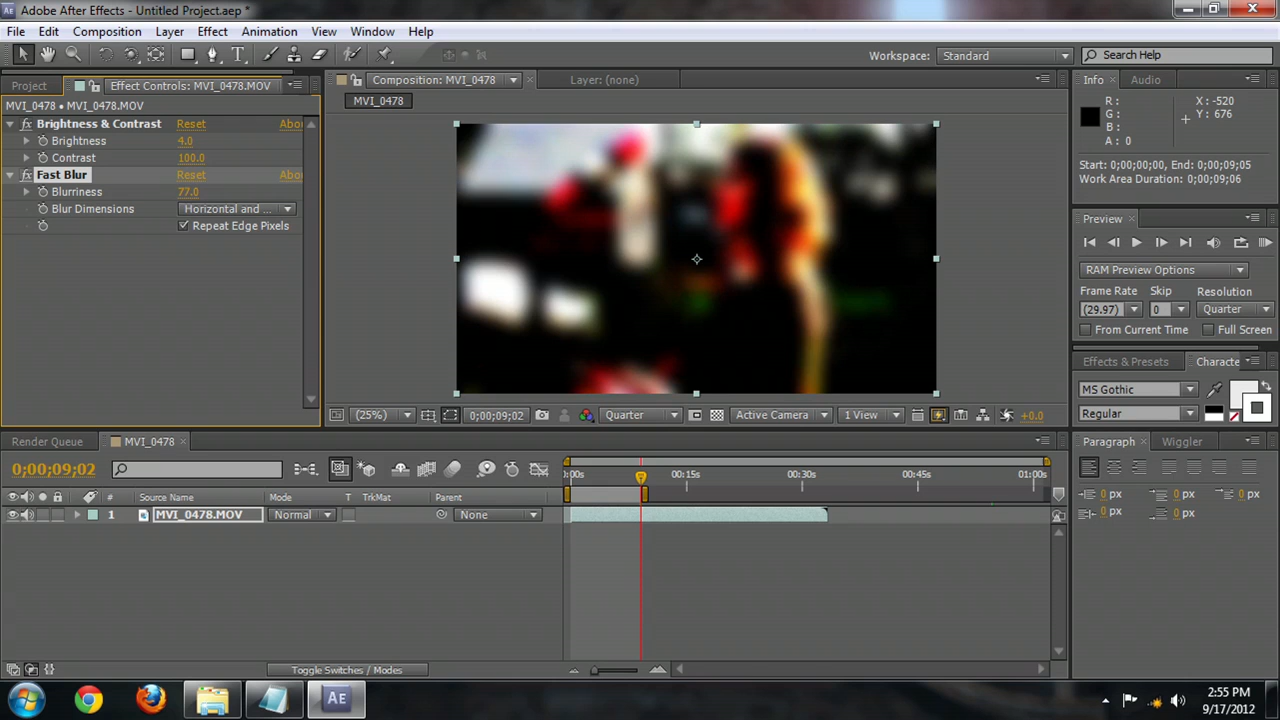 Adobe After Effects - Untitled Project.aep *
File Edit Composition Layer Effect Animation View Window Help
Workspace: Standard Search Help
Project Effect Controls: MVI_0478.MOV
MVI_0478 • MVI_0478.MOV
Brightness & Contrast Reset Abou
Brightness 4.0
Contrast 100.0
Fast Blur Reset Abou
Blurriness 77.0
Blur Dimensions Horizontal and ...
Repeat Edge Pixels
Composition: MVI_0478 Layer: (none)
MVI_0478
(25%) 0;00;09;02 Quarter Active Camera 1 View +0.0
Info Audio
R: X: -520
G: Y: 676
B:
A: 0
Start: 0;00;00;00, End: 0;00;09;05
Work Area Duration: 0;00;09;06
Preview
RAM Preview Options
Frame Rate Skip Resolution
(29.97) 0 Quarter
From Current Time Full Screen
Effects & Presets Characte
MS Gothic
Regular
Paragraph Wiggler
0 px 0 px 0 px
0 px 0 px
Render Queue MVI_0478
0;00;09;02
:00s 00:15s 00:30s 00:45s 01:00s
# Source Name Mode T TrkMat Parent
1 MVI_0478.MOV Normal None
Toggle Switches / Modes
AE
2:55 PM
9/17/2012